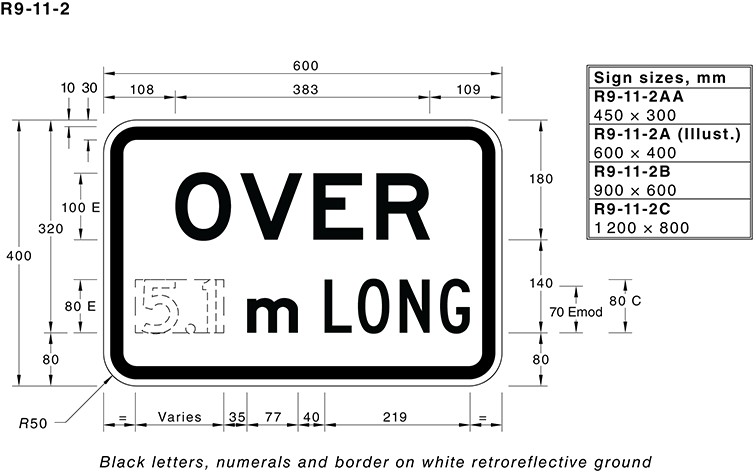 R9-11-2
600
10 30 108 383 109
Sign sizes, mm
R9-11-2AA
450 × 300
R9-11-2A (Illust.)
600 × 400
R9-11-2B
900 × 600
R9-11-2C
1 200 × 800
OVER
180
100 E
320
400
5.1 m LONG
140
80 E
70 Emod
80 C
80
80
R50
= Varies 35 77 40 219 =
Black letters, numerals and border on white retroreflective ground